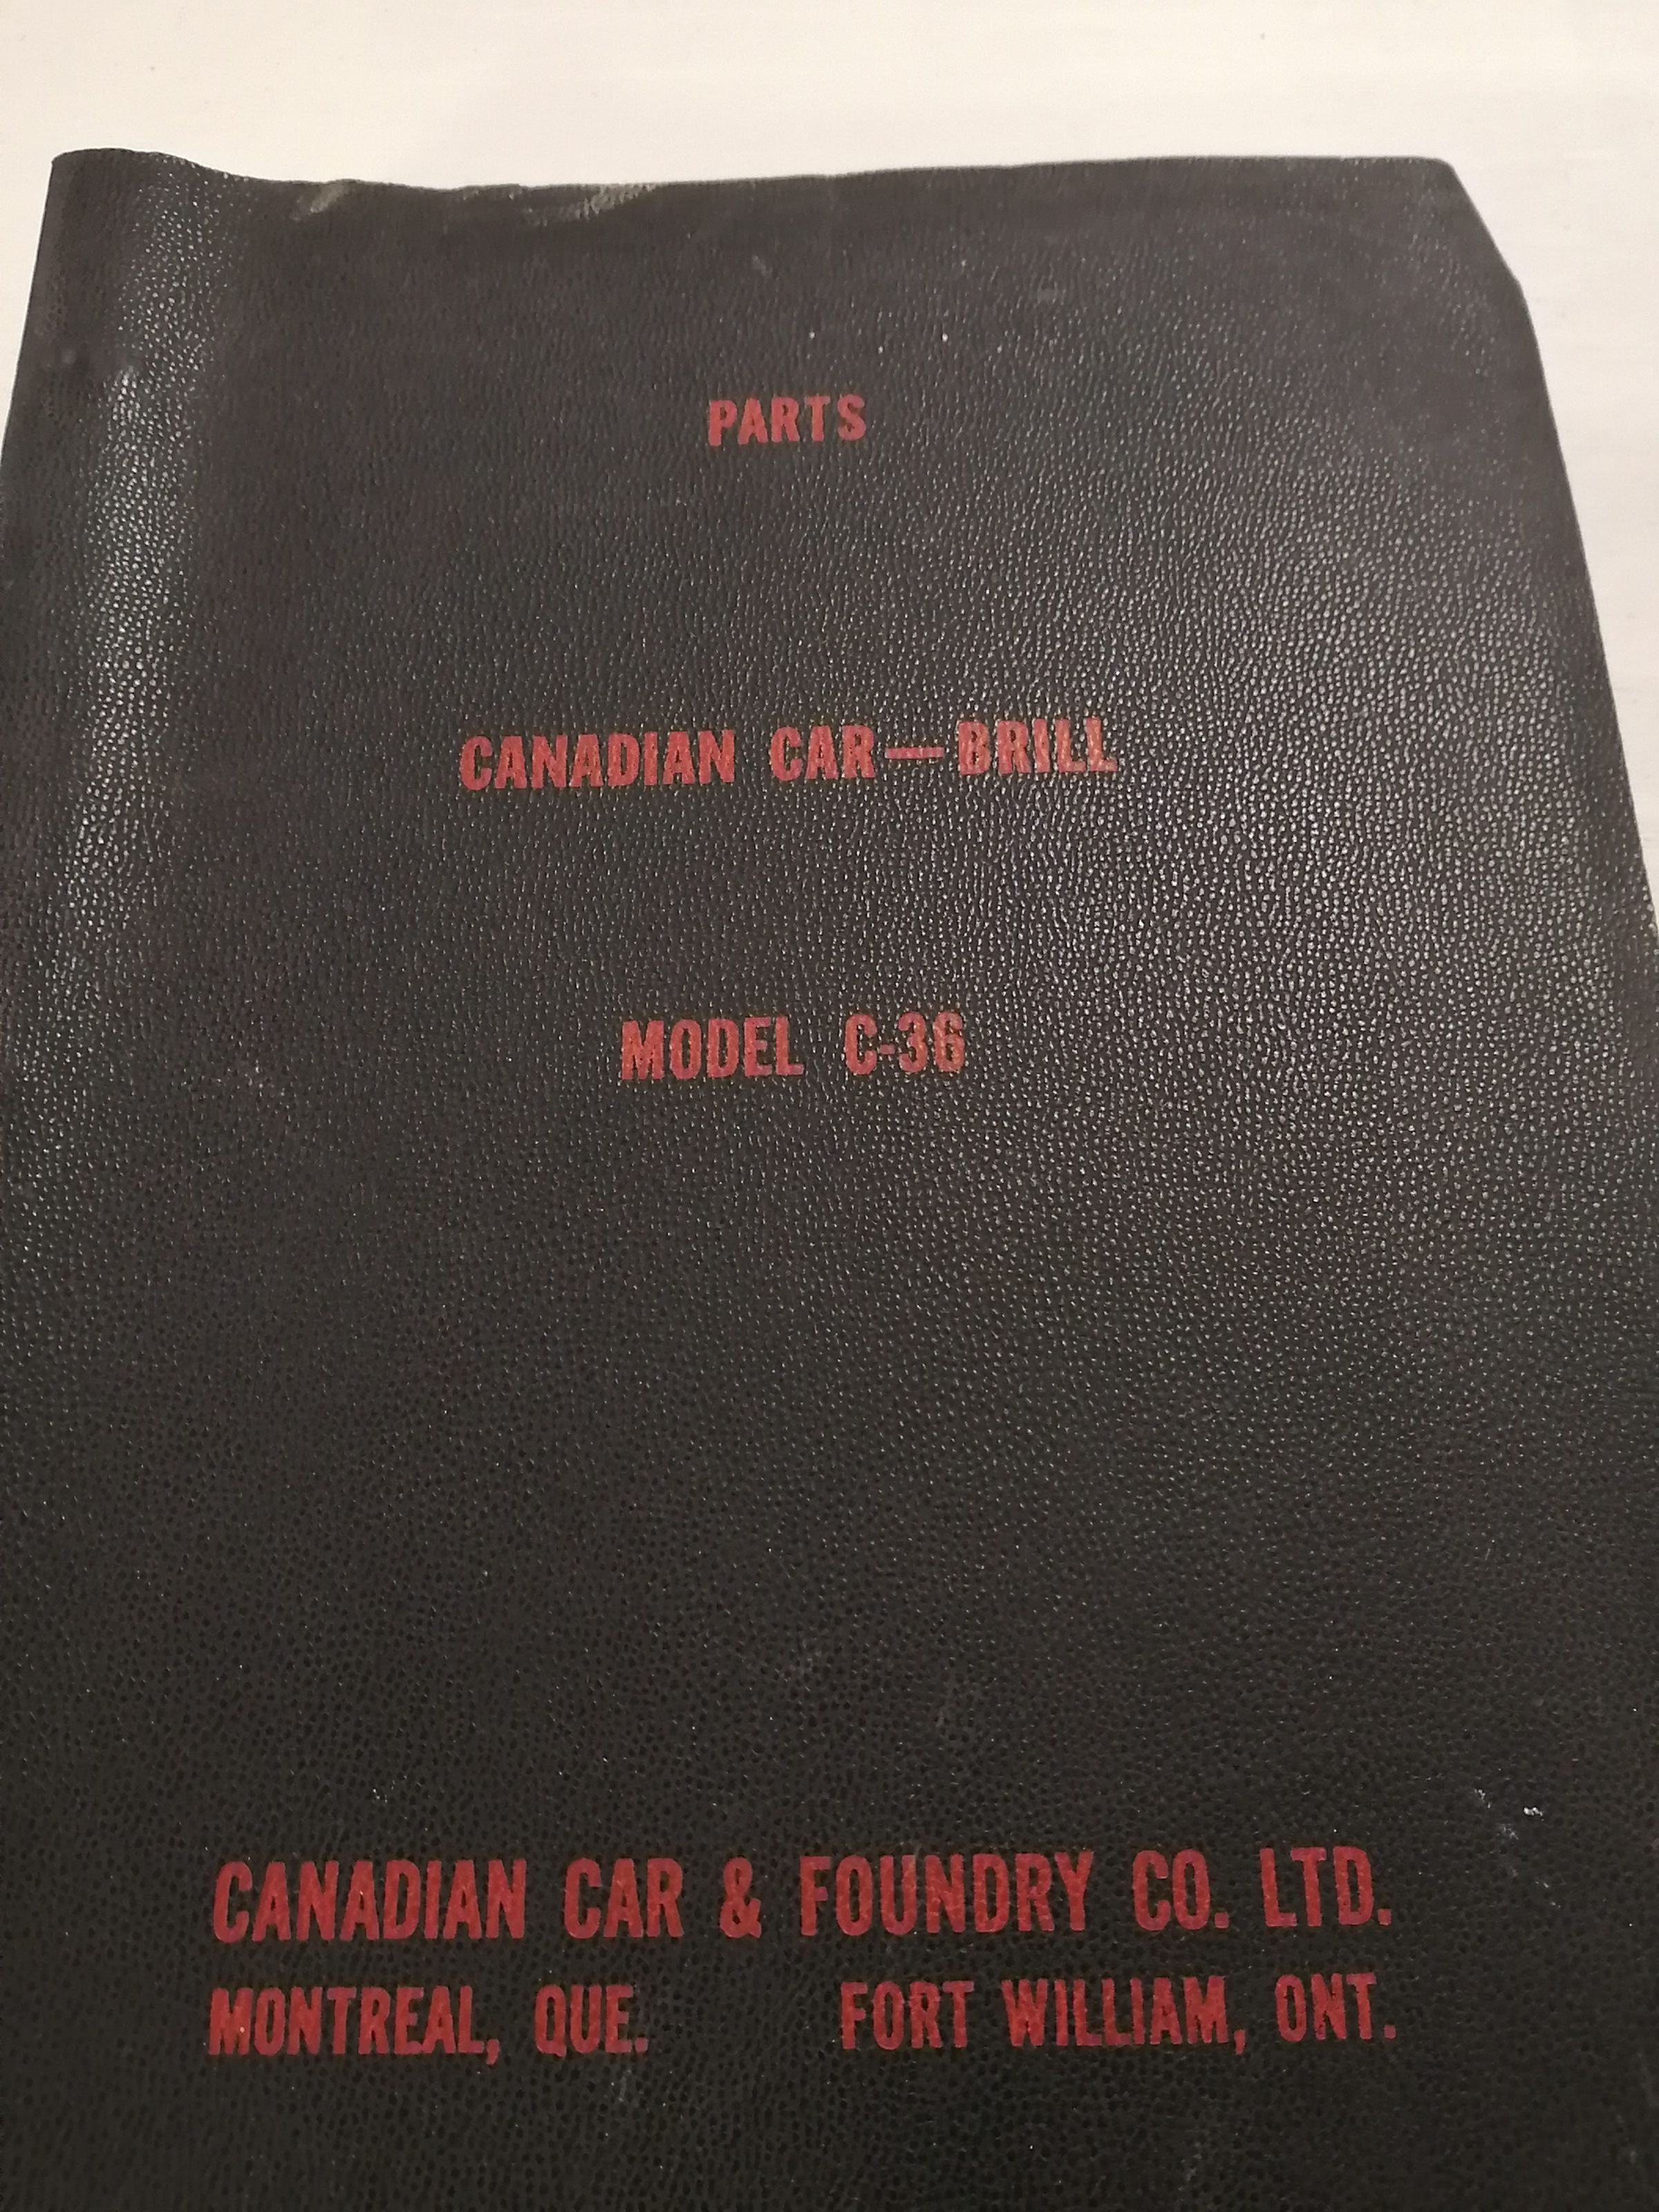 PARTS
CANADIAN CAR—BRILL
MODEL C-36
CANADIAN CAR & FOUNDRY CO. LTD.
MONTREAL, QUE. FORT WILLIAM, ONT.